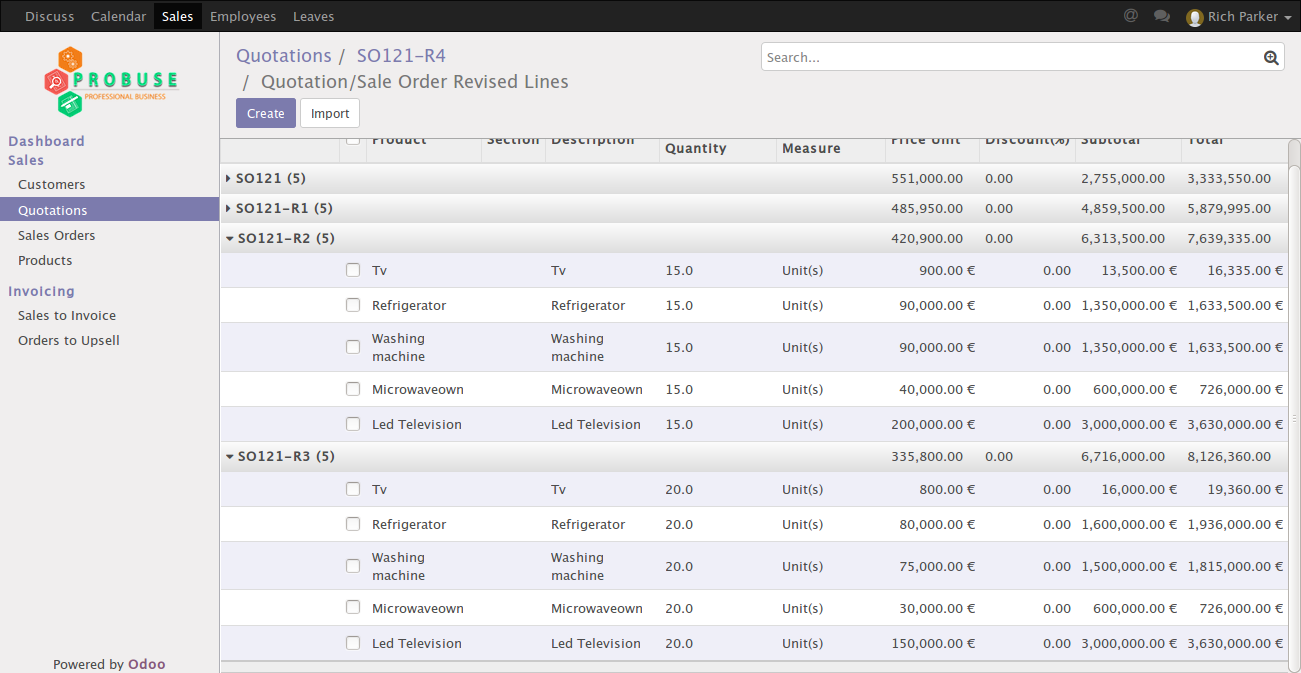 Discuss Calendar Sales Employees Leaves @ Rich Parker
PROBUSE
PROFESSIONAL BUSINESS
Quotations / SO121-R4
/ Quotation/Sale Order Revised Lines
Search...
Create Import
Dashboard
Sales
Customers
Quotations
Sales Orders
Products
Invoicing
Sales to Invoice
Orders to Upsell
Powered by Odoo
Product Section Description Quantity Measure Price Unit Discount(%) Subtotal Total
SO121 (5) 551,000.00 0.00 2,755,000.00 3,333,550.00
SO121-R1 (5) 485,950.00 0.00 4,859,500.00 5,879,995.00
SO121-R2 (5) 420,900.00 0.00 6,313,500.00 7,639,335.00
Tv Tv 15.0 Unit(s) 900.00 € 0.00 13,500.00 € 16,335.00 €
Refrigerator Refrigerator 15.0 Unit(s) 90,000.00 € 0.00 1,350,000.00 € 1,633,500.00 €
Washing machine Washing machine 15.0 Unit(s) 90,000.00 € 0.00 1,350,000.00 € 1,633,500.00 €
Microwaveown Microwaveown 15.0 Unit(s) 40,000.00 € 0.00 600,000.00 € 726,000.00 €
Led Television Led Television 15.0 Unit(s) 200,000.00 € 0.00 3,000,000.00 € 3,630,000.00 €
SO121-R3 (5) 335,800.00 0.00 6,716,000.00 8,126,360.00
Tv Tv 20.0 Unit(s) 800.00 € 0.00 16,000.00 € 19,360.00 €
Refrigerator Refrigerator 20.0 Unit(s) 80,000.00 € 0.00 1,600,000.00 € 1,936,000.00 €
Washing machine Washing machine 20.0 Unit(s) 75,000.00 € 0.00 1,500,000.00 € 1,815,000.00 €
Microwaveown Microwaveown 20.0 Unit(s) 30,000.00 € 0.00 600,000.00 € 726,000.00 €
Led Television Led Television 20.0 Unit(s) 150,000.00 € 0.00 3,000,000.00 € 3,630,000.00 €